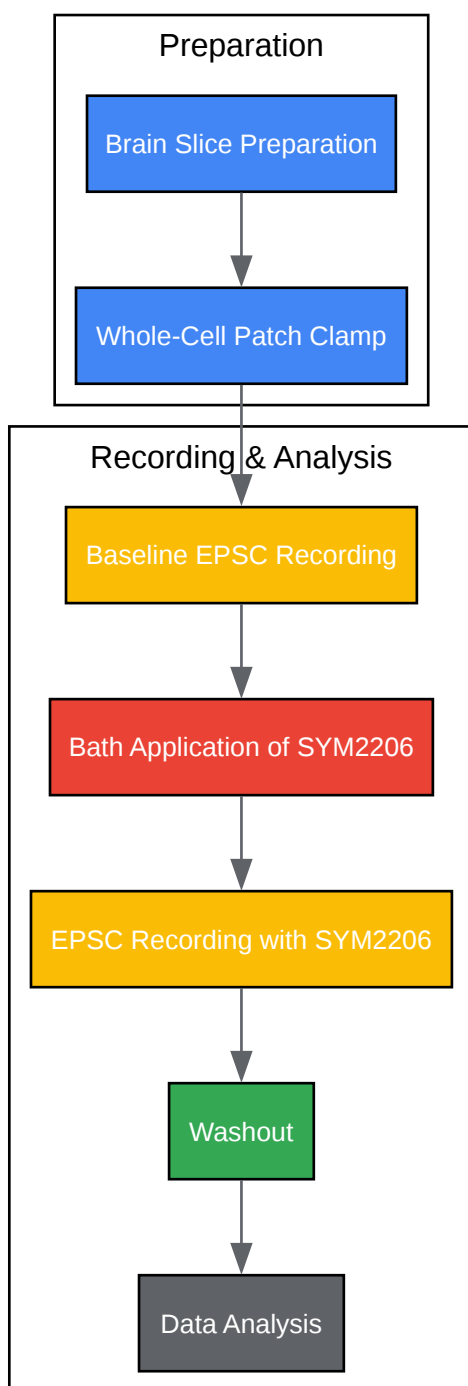 Preparation
Brain Slice Preparation
Whole-Cell Patch Clamp
Recording & Analysis
Baseline EPSC Recording
Bath Application of SYM2206
EPSC Recording with SYM2206
Washout
Data Analysis